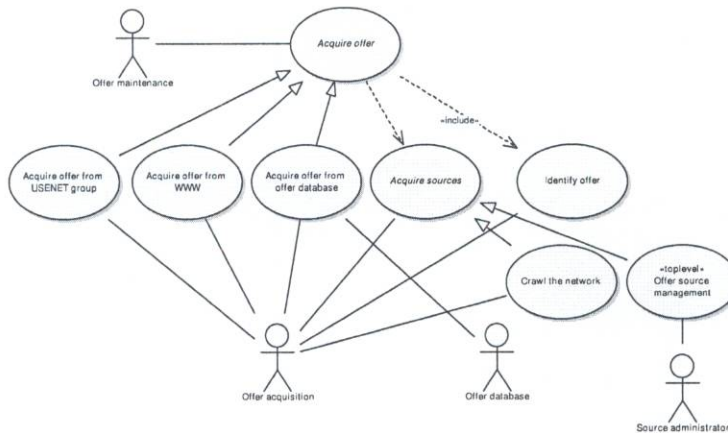 Acquire offer
Offer maintenance
«include»
Acquire offer from
USENET group
Acquire offer from
WWW
Acquire offer from
offer database
Acquire sources
Identify offer
Crawl the network
«toplevel»
Offer source
management
Offer acquisition
Offer database
Source administrator